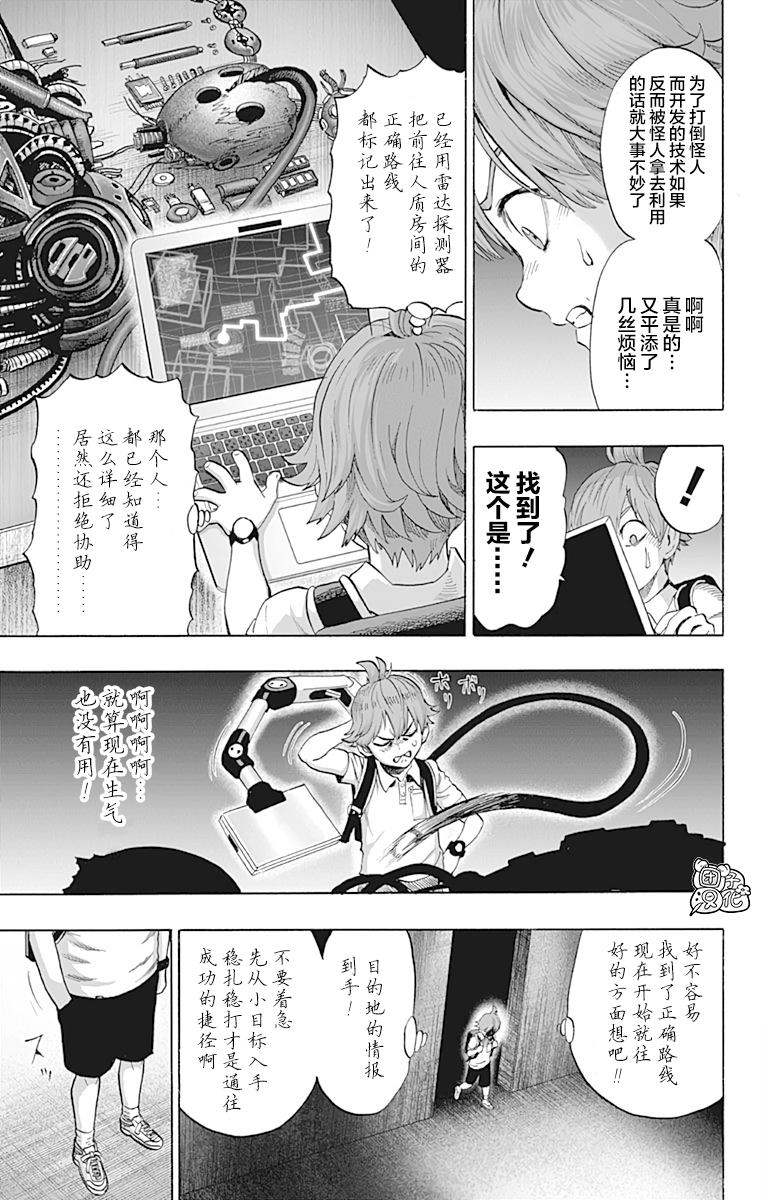 为了打倒怪人
而开发的技术如果
反而被怪人拿去利用
的话就大事不妙了
啊啊
真是的…
又平添了
几丝烦恼…
!
找到了!
这个是……
已经用雷达探测器
把前往人质房间的
正确路线
都标记出来了!
那个人…
都已经知道得
这么详细了
居然还拒绝协助………………
ボリボリ
啊啊啊啊…
就算现在生气
也没有用!
好不容易
找到了正确路线
现在开始就往
好的方面想吧!!
目的地的情报
到手!
不要着急
先从小目标入手
稳扎稳打才是通往
成功的捷径啊